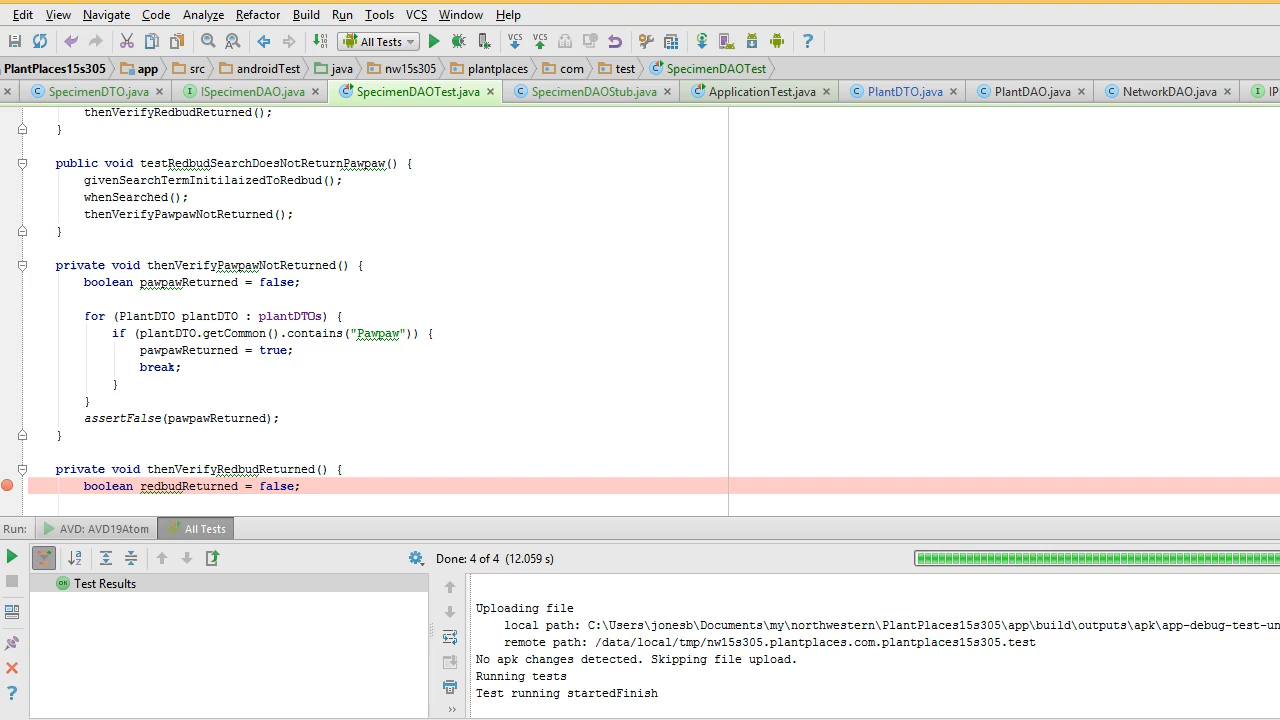 Edit View Navigate Code Analyze Refactor Build Run Tools VCS Window Help
All Tests VCS VCS ?
PlantPlaces15s305 app src androidTest java nw15s305 plantplaces com test SpecimenDAOTest
SpecimenDTO.java ISpecimenDAO.java SpecimenDAOTest.java SpecimenDAOStub.java ApplicationTest.java PlantDTO.java PlantDAO.java NetworkDAO.java IP
thenVerifyRedbudReturned();
}
public void testRedbudSearchDoesNotReturnPawpaw() {
givenSearchTermInitilaizedToRedbud();
whenSearched();
thenVerifyPawpawNotReturned();
}
private void thenVerifyPawpawNotReturned() {
boolean pawpawReturned = false;
for (PlantDTO plantDTO : plantDTOs) {
if (plantDTO.getCommon().contains("Pawpaw")) {
pawpawReturned = true;
break;
}
}
assertFalse(pawpawReturned);
}
private void thenVerifyRedbudReturned() {
boolean redbudReturned = false;
Run: AVD: AVD19Atom All Tests
Done: 4 of 4 (12.059 s)
OK Test Results
Uploading file
local path: C:\Users\jonesb\Documents\my\northwestern\PlantPlaces15s305\app\build\outputs\apk\app-debug-test-un
remote path: /data/local/tmp/nw15s305.plantplaces.com.plantplaces15s305.test
No apk changes detected. Skipping file upload.
Running tests
Test running startedFinish